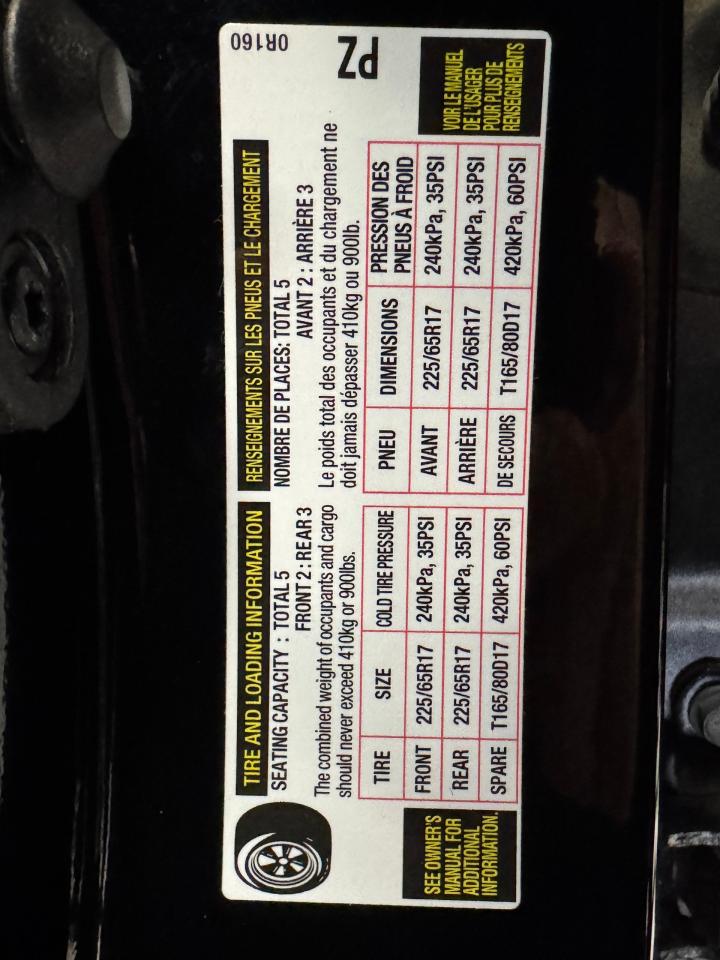 TIRE AND LOADING INFORMATION
SEATING CAPACITY : TOTAL 5
FRONT 2 : REAR 3
The combined weight of occupants and cargo
should never exceed 410kg or 900lbs.
TIRE SIZE COLD TIRE PRESSURE
FRONT 225/65R17 240kPa, 35PSI
REAR 225/65R17 240kPa, 35PSI
SPARE T165/80D17 420kPa, 60PSI
SEE OWNER'S
MANUAL FOR
ADDITIONAL
INFORMATION.
RENSEIGNEMENTS SUR LES PNEUS ET LE CHARGEMENT
NOMBRE DE PLACES: TOTAL 5
AVANT 2 : ARRIÈRE 3
Le poids total des occupants et du chargement ne
doit jamais dépasser 410kg ou 900lb.
PNEU DIMENSIONS PRESSION DES
PNEUS À FROID
AVANT 225/65R17 240kPa, 35PSI
ARRIÈRE 225/65R17 240kPa, 35PSI
DE SECOURS T165/80D17 420kPa, 60PSI
0R160
PZ
VOIR LE MANUEL
DE L'USAGER
POUR PLUS DE
RENSEIGNEMENTS